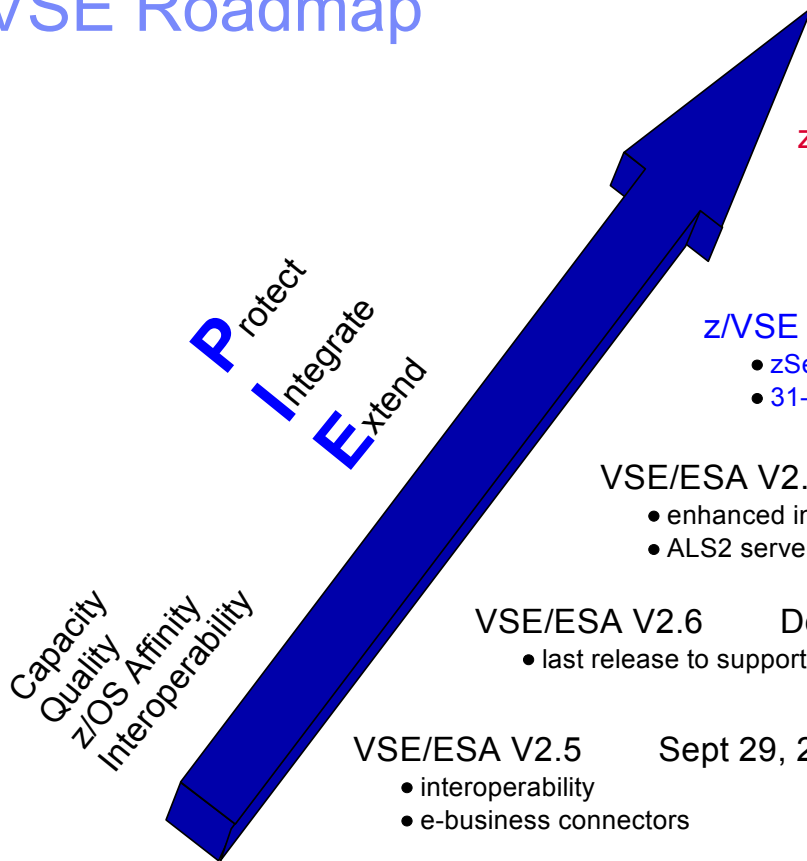 VSE Roadmap
z
Protect
Integrate
Extend
z/VSE
• zSe
• 31-
VSE/ESA V2.
• enhanced in
• ALS2 serve
Capacity
Quality
z/OS Affinity
Interoperability
VSE/ESA V2.6 De
• last release to support
VSE/ESA V2.5 Sept 29, 2
• interoperability
• e-business connectors